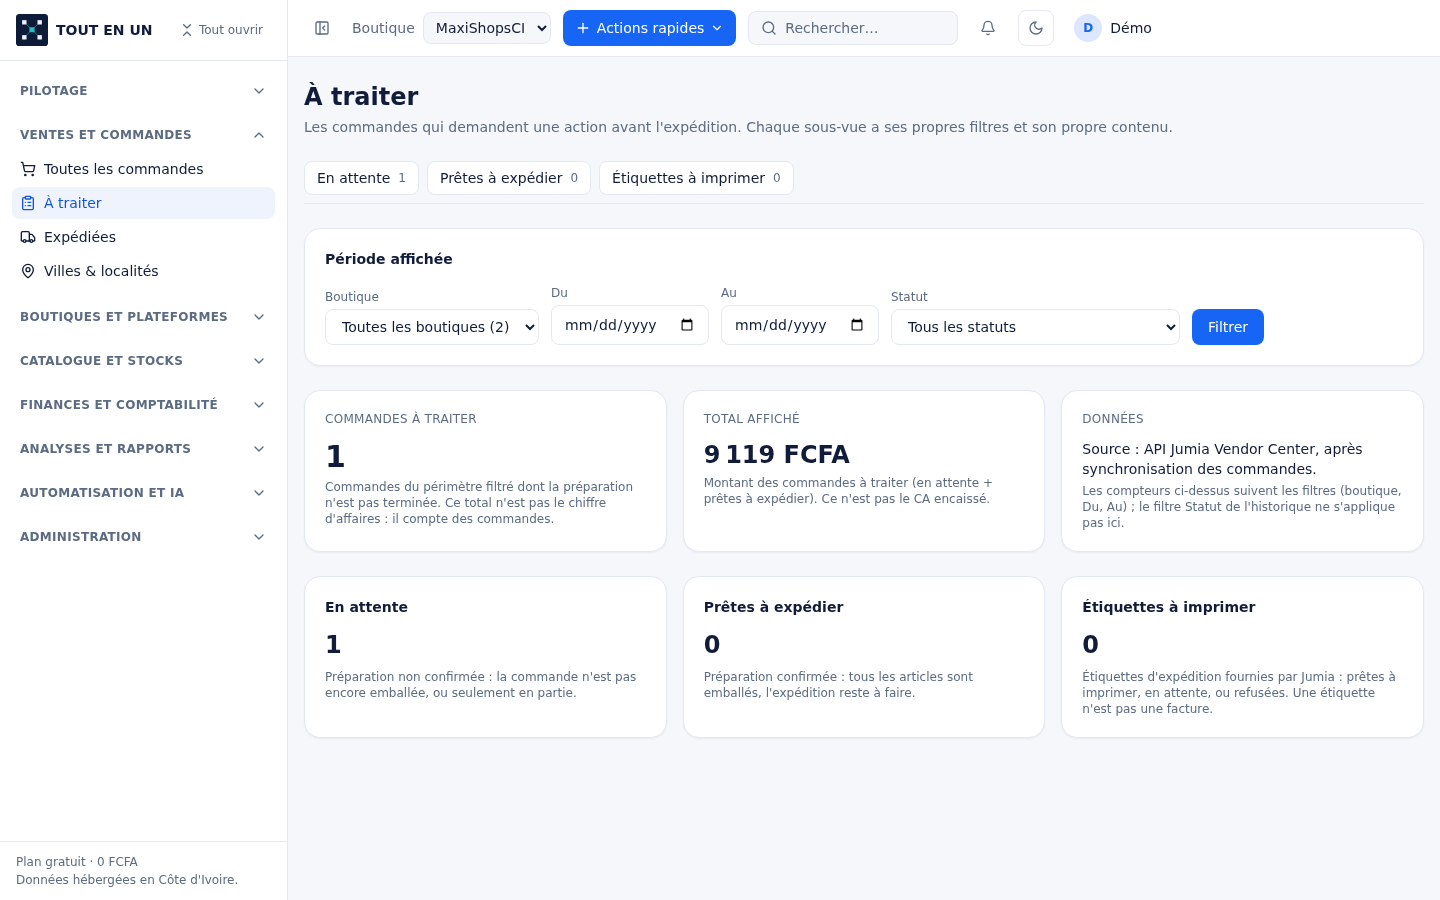 TOUT EN UN
Tout ouvrir
PILOTAGE
VENTES ET COMMANDES
Toutes les commandes
À traiter
Expédiées
Villes & localités
BOUTIQUES ET PLATEFORMES
CATALOGUE ET STOCKS
FINANCES ET COMPTABILITÉ
ANALYSES ET RAPPORTS
AUTOMATISATION ET IA
ADMINISTRATION
Plan gratuit · 0 FCFA
Données hébergées en Côte d'Ivoire.
Boutique
MaxiShopsCI
Actions rapides
Rechercher…
D
Démo
À traiter
Les commandes qui demandent une action avant l'expédition. Chaque sous-vue a ses propres filtres et son propre contenu.
En attente 1
Prêtes à expédier 0
Étiquettes à imprimer 0
Période affichée
Boutique
Toutes les boutiques (2)
Du
mm/dd/yyyy
Au
mm/dd/yyyy
Statut
Tous les statuts
Filtrer
COMMANDES À TRAITER
1
Commandes du périmètre filtré dont la préparation
n'est pas terminée. Ce total n'est pas le chiffre
d'affaires : il compte des commandes.
TOTAL AFFICHÉ
9 119 FCFA
Montant des commandes à traiter (en attente +
prêtes à expédier). Ce n'est pas le CA encaissé.
DONNÉES
Source : API Jumia Vendor Center, après
synchronisation des commandes.
Les compteurs ci-dessus suivent les filtres (boutique,
Du, Au) ; le filtre Statut de l'historique ne s'applique
pas ici.
En attente
1
Préparation non confirmée : la commande n'est pas
encore emballée, ou seulement en partie.
Prêtes à expédier
0
Préparation confirmée : tous les articles sont
emballés, l'expédition reste à faire.
Étiquettes à imprimer
0
Étiquettes d'expédition fournies par Jumia : prêtes à
imprimer, en attente, ou refusées. Une étiquette
n'est pas une facture.